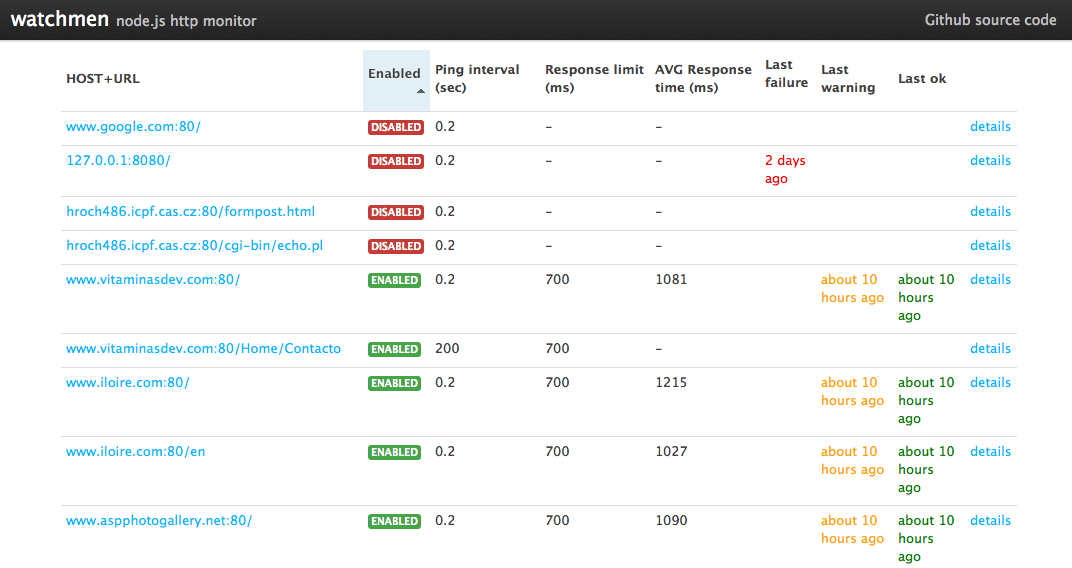 watchmen node.js http monitor Github source code
HOST+URL Enabled Ping interval (sec) Response limit (ms) AVG Response time (ms) Last failure Last warning Last ok
www.google.com:80/ DISABLED 0.2 – – details
127.0.0.1:8080/ DISABLED 0.2 – – 2 days ago details
hroch486.icpf.cas.cz:80/formpost.html DISABLED 0.2 – – details
hroch486.icpf.cas.cz:80/cgi-bin/echo.pl DISABLED 0.2 – – details
www.vitaminasdev.com:80/ ENABLED 0.2 700 1081 about 10 hours ago about 10 hours ago details
www.vitaminasdev.com:80/Home/Contacto ENABLED 200 700 – details
www.iloire.com:80/ ENABLED 0.2 700 1215 about 10 hours ago about 10 hours ago details
www.iloire.com:80/en ENABLED 0.2 700 1027 about 10 hours ago about 10 hours ago details
www.aspphotogallery.net:80/ ENABLED 0.2 700 1090 about 10 hours ago about 10 hours ago details